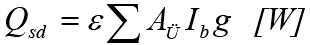 Q_sd = ε∑ A_Ü I_b g [W]